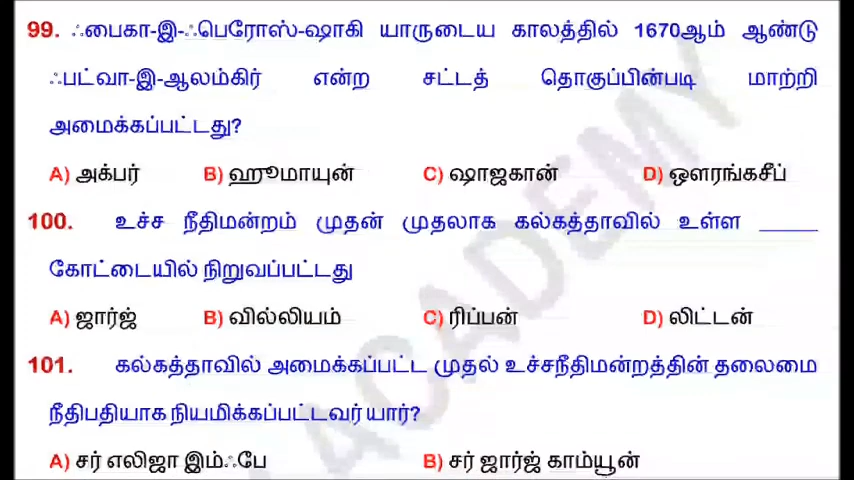 99. ஃபைகா-இ-ஃபெரோஸ்-ஷாகி யாருடைய காலத்தில் 1670ஆம் ஆண்டு
ஃபட்வா-இ-ஆலம்கிர் என்ற சட்டத் தொகுப்பின்படி மாற்றி
அமைக்கப்பட்டது?
A) அக்பர் B) ஹூமாயுன் C) ஷாஜகான் D) ஔரங்கசீப்
100. உச்ச நீதிமன்றம் முதன் முதலாக கல்கத்தாவில் உள்ள _____
கோட்டையில் நிறுவப்பட்டது
A) ஜார்ஜ் B) வில்லியம் C) ரிப்பன் D) லிட்டன்
101. கல்கத்தாவில் அமைக்கப்பட்ட முதல் உச்சநீதிமன்றத்தின் தலைமை
நீதிபதியாக நியமிக்கப்பட்டவர் யார்?
A) சர் எலிஜா இம்ஃபே B) சர் ஜார்ஜ் காம்யூன்
ACADEMY